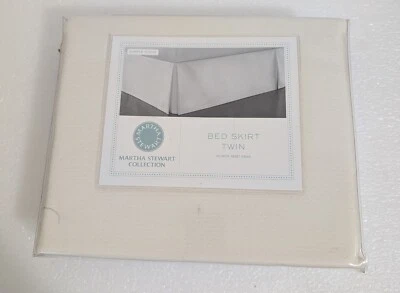 BED SKIRT
TWIN
MARTHA
STEWART
MARTHA STEWART
COLLECTION